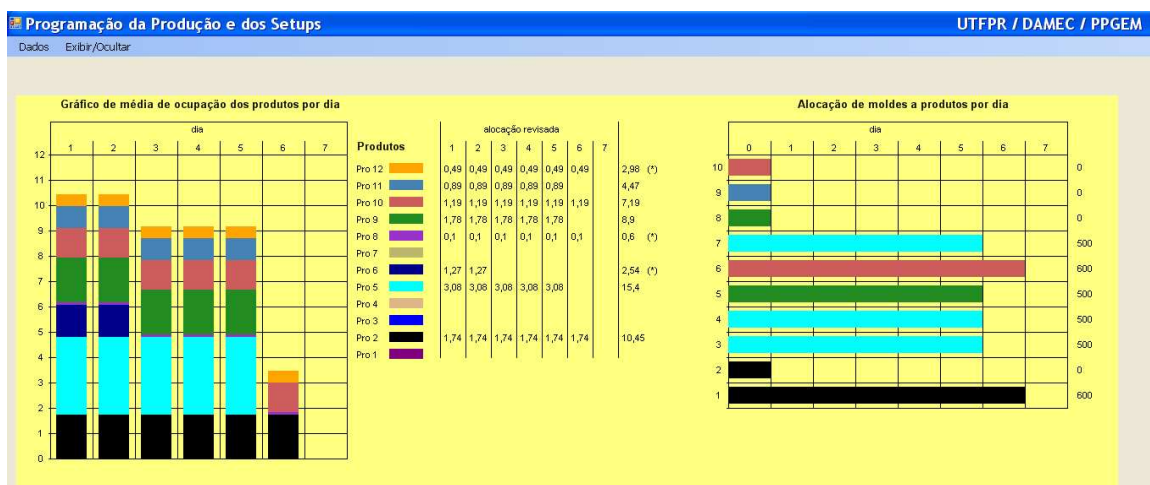 Programação da Produção e dos Setups UTFPR / DAMEC / PPGEM
Dados Exibir/Ocultar
Gráfico de média de ocupação dos produtos por dia
dia
1 2 3 4 5 6 7
12
11
10
9
8
7
6
5
4
3
2
1
0
Produtos
alocação revisada
1 2 3 4 5 6 7
Pro 12 0,49 0,49 0,49 0,49 0,49 0,49 2,98 (*)
Pro 11 0,89 0,89 0,89 0,89 0,89 4,47
Pro 10 1,19 1,19 1,19 1,19 1,19 1,19 7,19
Pro 9 1,78 1,78 1,78 1,78 1,78 8,9
Pro 8 0,1 0,1 0,1 0,1 0,1 0,1 0,6 (*)
Pro 7
Pro 6 1,27 1,27 2,54 (*)
Pro 5 3,08 3,08 3,08 3,08 3,08 15,4
Pro 4
Pro 3
Pro 2 1,74 1,74 1,74 1,74 1,74 1,74 10,45
Pro 1
Alocação de moldes a produtos por dia
dia
0 1 2 3 4 5 6 7
10 0
9 0
8 0
7 500
6 600
5 500
4 500
3 500
2 0
1 600